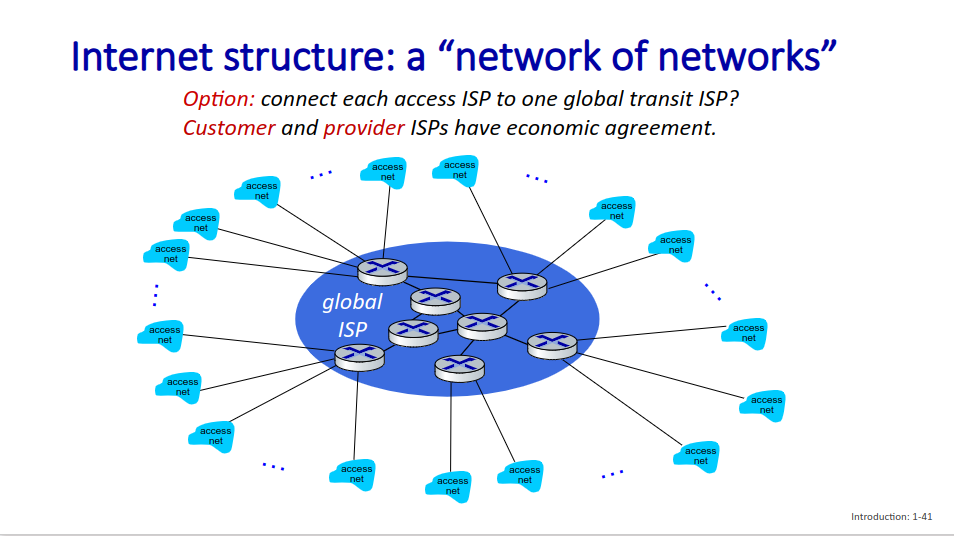 Internet structure: a “network of networks”
Option: connect each access ISP to one global transit ISP?
Customer and provider ISPs have economic agreement.
access
net
access
net
access
net
access
net
access
net
access
net
access
net
access
net
global
ISP
access
net
access
net
access
net
access
net
access
net
access
net
access
net
access
net
access
net
Introduction: 1-41